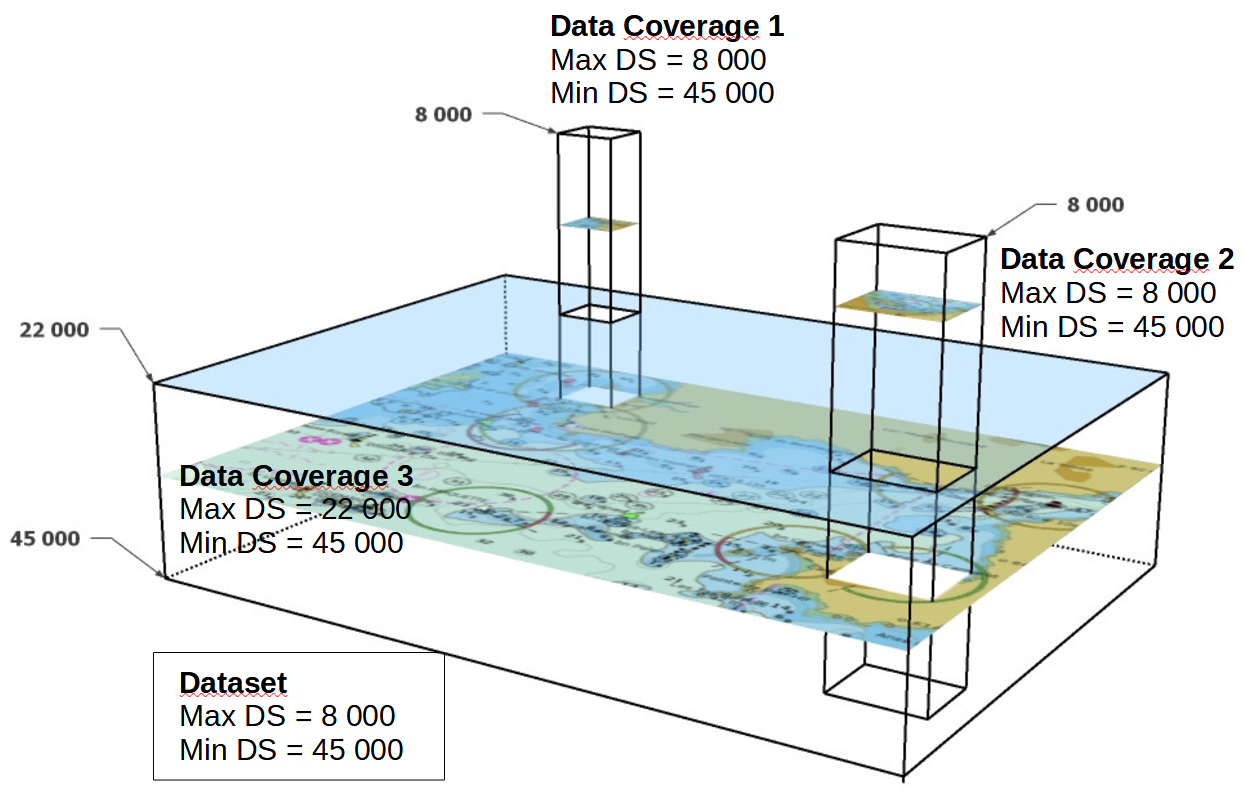 Data Coverage 1
Max DS = 8 000
Min DS = 45 000
8 000
8 000
Data Coverage 2
Max DS = 8 000
Min DS = 45 000
22 000
Data Coverage 3
Max DS = 22 000
Min DS = 45 000
45 000
Dataset
Max DS = 8 000
Min DS = 45 000